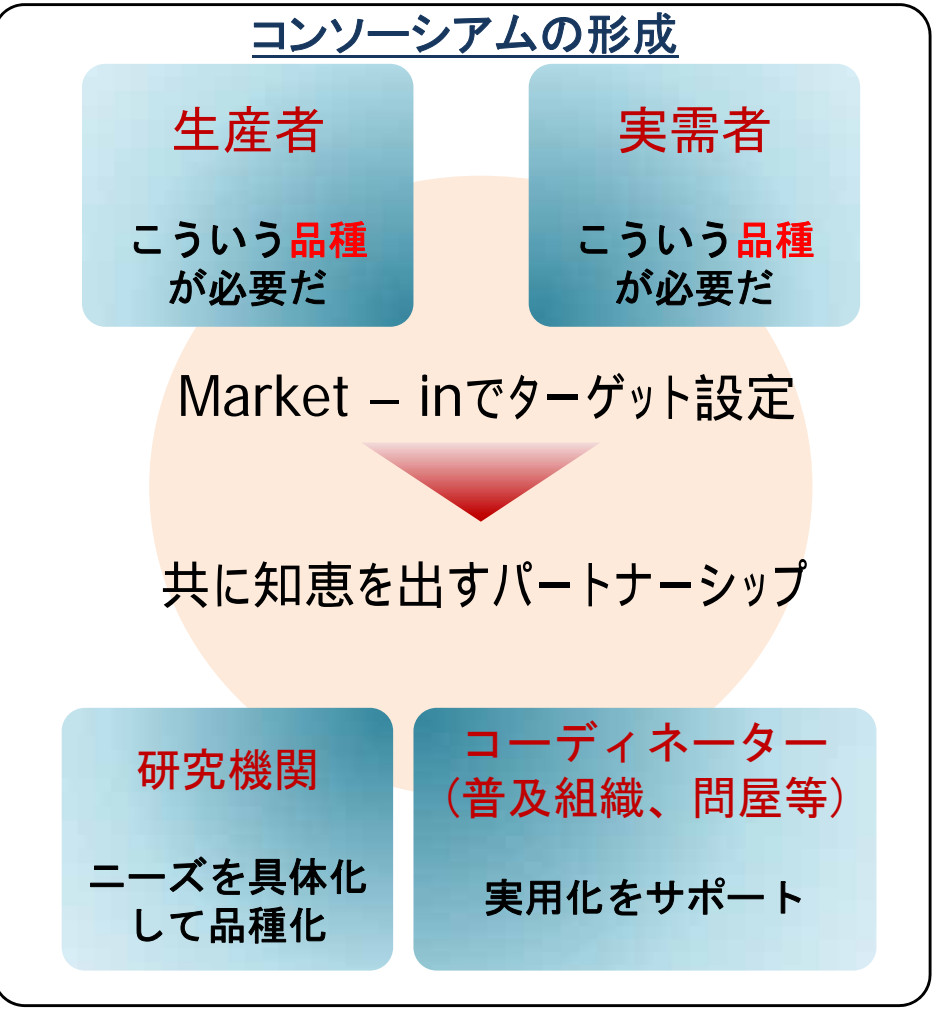 コンソーシアムの形成
生産者
こういう品種
が必要だ
実需者
こういう品種
が必要だ
Market – inでターゲット設定
共に知恵を出すパートナーシップ
研究機関
ニーズを具体化
して品種化
コーディネーター
(普及組織、問屋等)
実用化をサポート